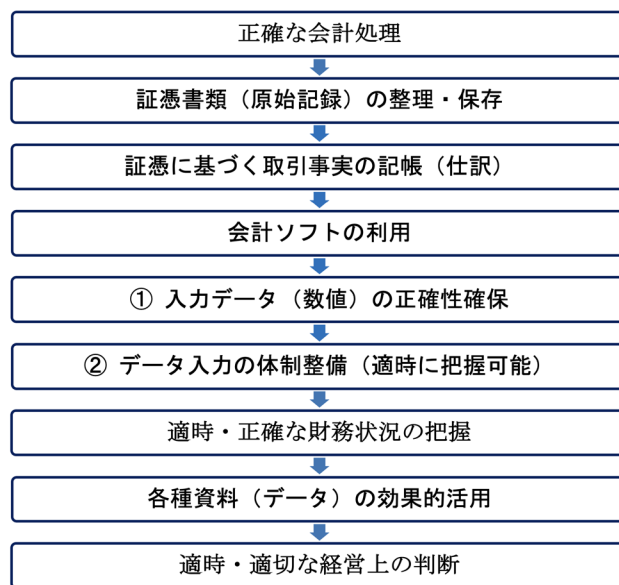 正確な会計処理
証憑書類（原始記録）の整理・保存
証憑に基づく取引事実の記帳（仕訳）
会計ソフトの利用
① 入力データ（数値）の正確性確保
② データ入力の体制整備（適時に把握可能）
適時・正確な財務状況の把握
各種資料（データ）の効果的活用
適時・適切な経営上の判断